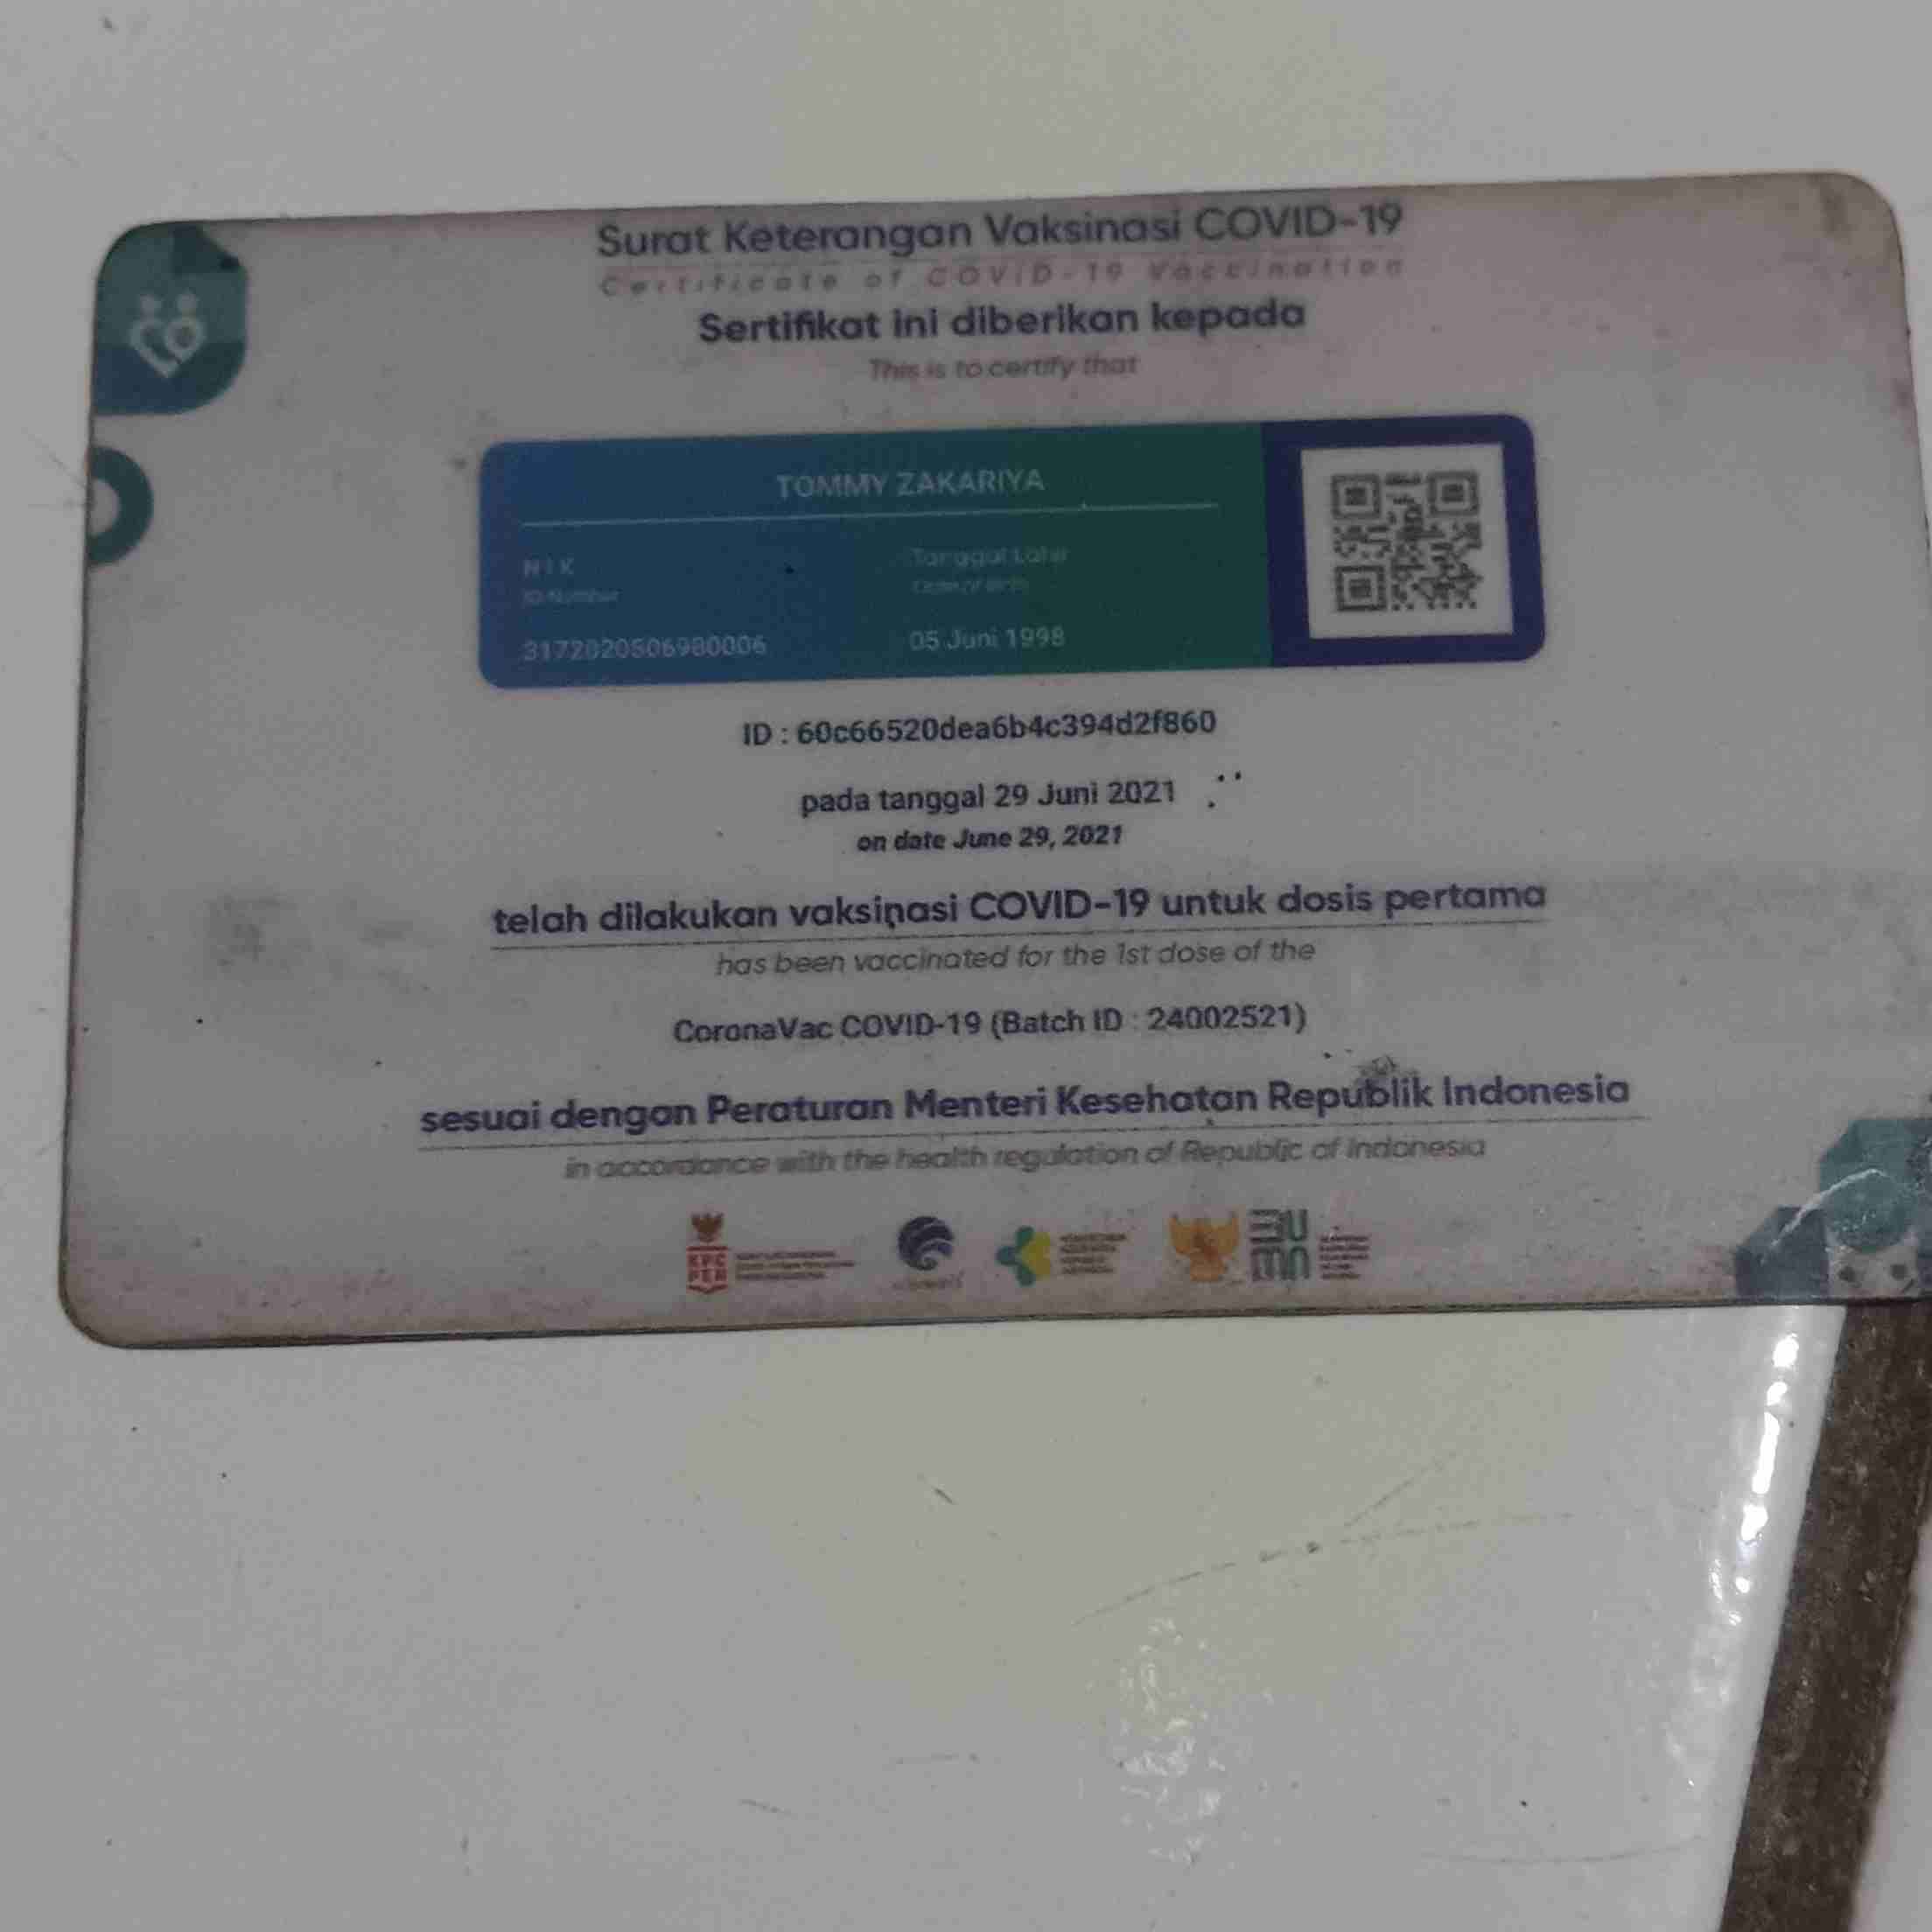 Surat Keterangan Vaksinasi COVID-19
Certificate of COVID-19 Vaccination
Sertifikat ini diberikan kepada
This is to certify that
TOMMY ZAKARIYA
NIK
Tanggal Lahir
ID Number
Date of Birth
3172020506980006
05 Juni 1998
ID : 60c66520dea6b4c394d2f860
pada tanggal 29 Juni 2021
on date June 29, 2021
telah dilakukan vaksinasi COVID-19 untuk dosis pertama
has been vaccinated for the 1st dose of the
CoronaVac COVID-19 (Batch ID : 24002521)
sesuai dengan Peraturan Menteri Kesehatan Republik Indonesia
in accordance with the health regulation of Republic of Indonesia
KPC
PEN
BU
MN